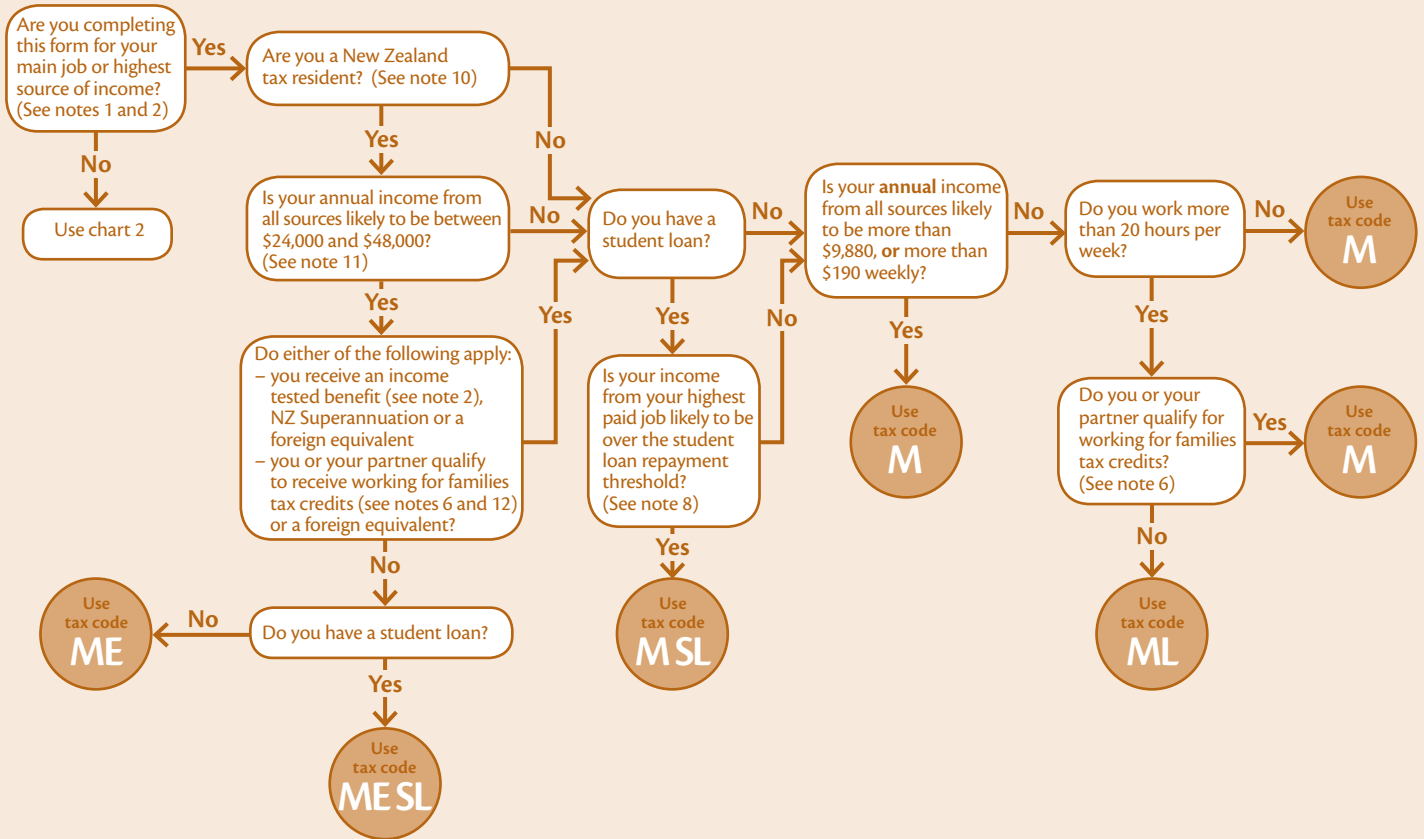 Are you completing
this form for your
main job or highest
source of income?
(See notes 1 and 2)
Yes
No
Use chart 2
Are you a New Zealand
tax resident? (See note 10)
No
Yes
Is your annual income from
all sources likely to be between
$24,000 and $48,000?
(See note 11)
No
Yes
Do either of the following apply:
– you receive an income
tested benefit (see note 2),
NZ Superannuation or a
foreign equivalent
– you or your partner qualify
to receive working for families
tax credits (see notes 6 and 12)
or a foreign equivalent?
Yes
No
Do you have a student loan?
No
Use
tax code
ME
Yes
Use
tax code
ME SL
Do you have a
student loan?
No
Yes
Is your income
from your highest
paid job likely to be
over the student
loan repayment
threshold?
(See note 8)
No
Yes
Use
tax code
M SL
Is your annual income
from all sources likely
to be more than
$9,880, or more than
$190 weekly?
No
Yes
Use
tax code
M
Do you work more
than 20 hours per
week?
No
Use
tax code
M
Yes
Do you or your
partner qualify for
working for families
tax credits?
(See note 6)
Yes
Use
tax code
M
No
Use
tax code
ML